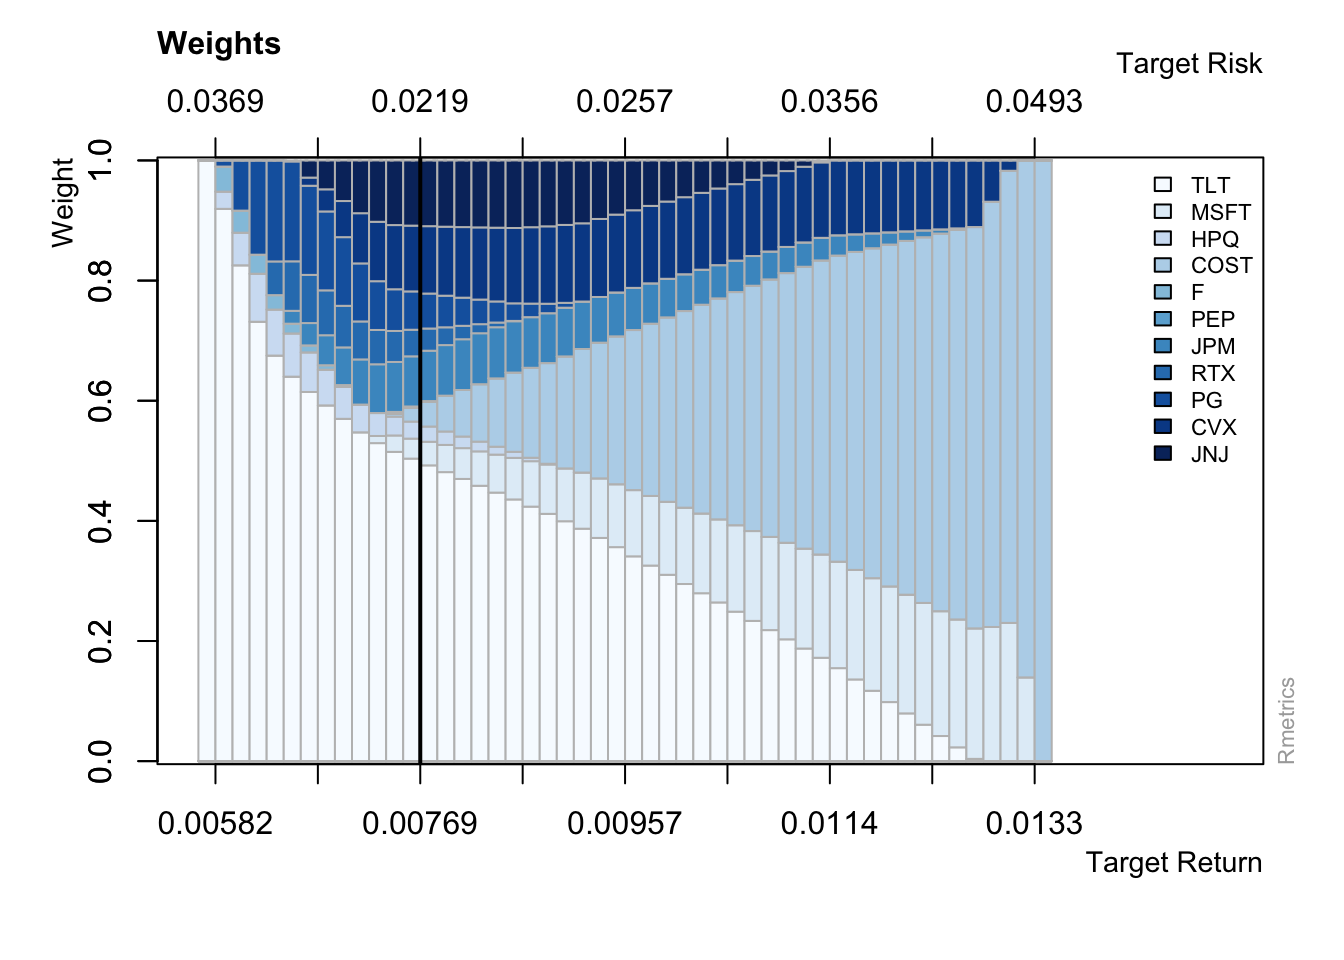 Weights
Target Risk
0.0369 0.0219 0.0257 0.0356 0.0493
Weight
1.0
0.8
0.6
0.4
0.2
0.0
TLT
MSFT
HPQ
COST
F
PEP
JPM
RTX
PG
CVX
JNJ
Rmetrics
0.00582 0.00769 0.00957 0.0114 0.0133
Target Return